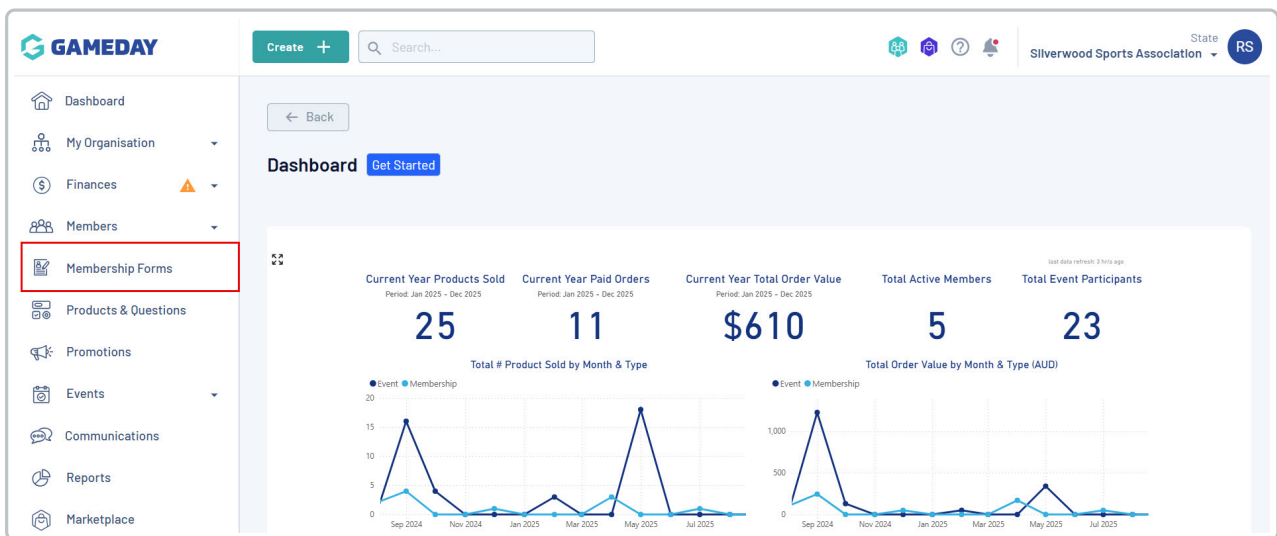 GAMEDAY
Create +
Search...
State
Silverwood Sports Association
RS
Dashboard
My Organisation
Finances
Members
Membership Forms
Products & Questions
Promotions
Events
Communications
Reports
Marketplace
← Back
Dashboard Get Started
last data refresh: 3 hrs ago
Current Year Products Sold
Period: Jan 2025 - Dec 2025
25
Current Year Paid Orders
Period: Jan 2025 - Dec 2025
11
Current Year Total Order Value
Period: Jan 2025 - Dec 2025
$610
Total Active Members
5
Total Event Participants
23
Total # Product Sold by Month & Type
Event Membership
20
15
10
5
0
Sep 2024 Nov 2024 Jan 2025 Mar 2025 May 2025 Jul 2025
Total Order Value by Month & Type (AUD)
Event Membership
1,000
500
0
Sep 2024 Nov 2024 Jan 2025 Mar 2025 May 2025 Jul 2025